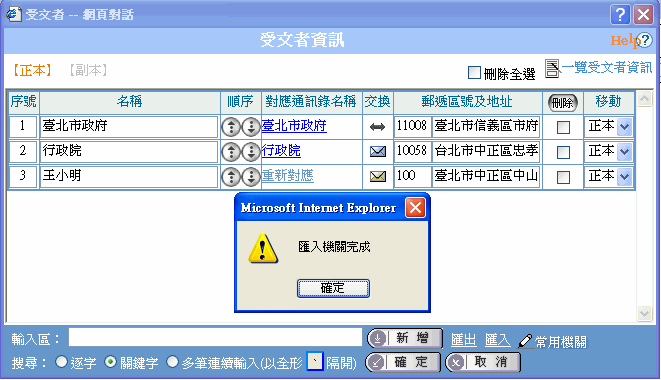 受文者 -- 網頁對話
受文者資訊
Help
【正本】 【副本】 刪除全選 一覽受文者資訊
序號 名稱 順序 對應通訊錄名稱 交換 郵遞區號及地址 刪除 移動
1 臺北市政府 臺北市政府 11008 臺北市信義區市府 正本
2 行政院 行政院 10058 台北市中正區忠孝 正本
3 王小明 重新對應 100 臺北市中正區中山 正本
Microsoft Internet Explorer
匯入機關完成
確定
輸入區： 新 增 匯出 匯入 常用機關
搜尋： 逐字 關鍵字 多筆連續輸入(以全形 、 隔開) 確 定 取 消